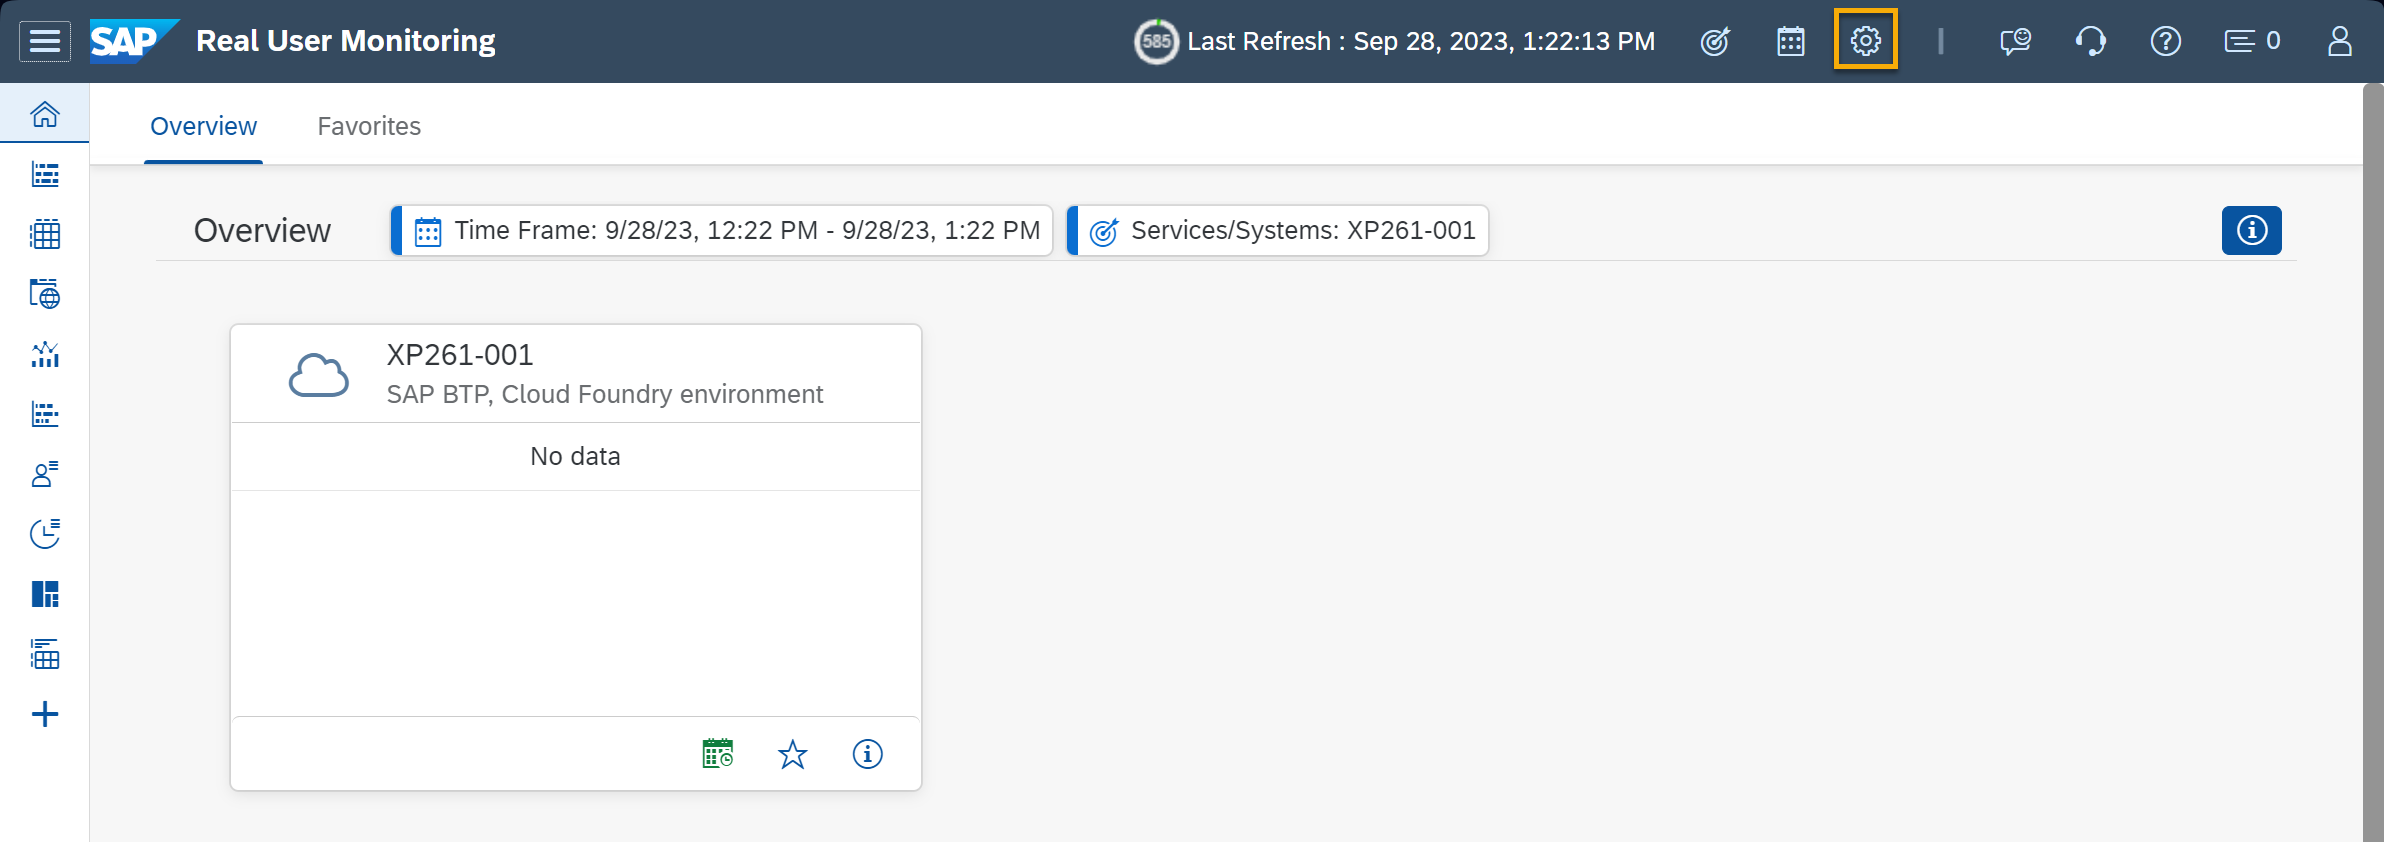 SAP Real User Monitoring 585 Last Refresh : Sep 28, 2023, 1:22:13 PM 0
Overview Favorites
Overview Time Frame: 9/28/23, 12:22 PM - 9/28/23, 1:22 PM Services/Systems: XP261-001
XP261-001
SAP BTP, Cloud Foundry environment
No data